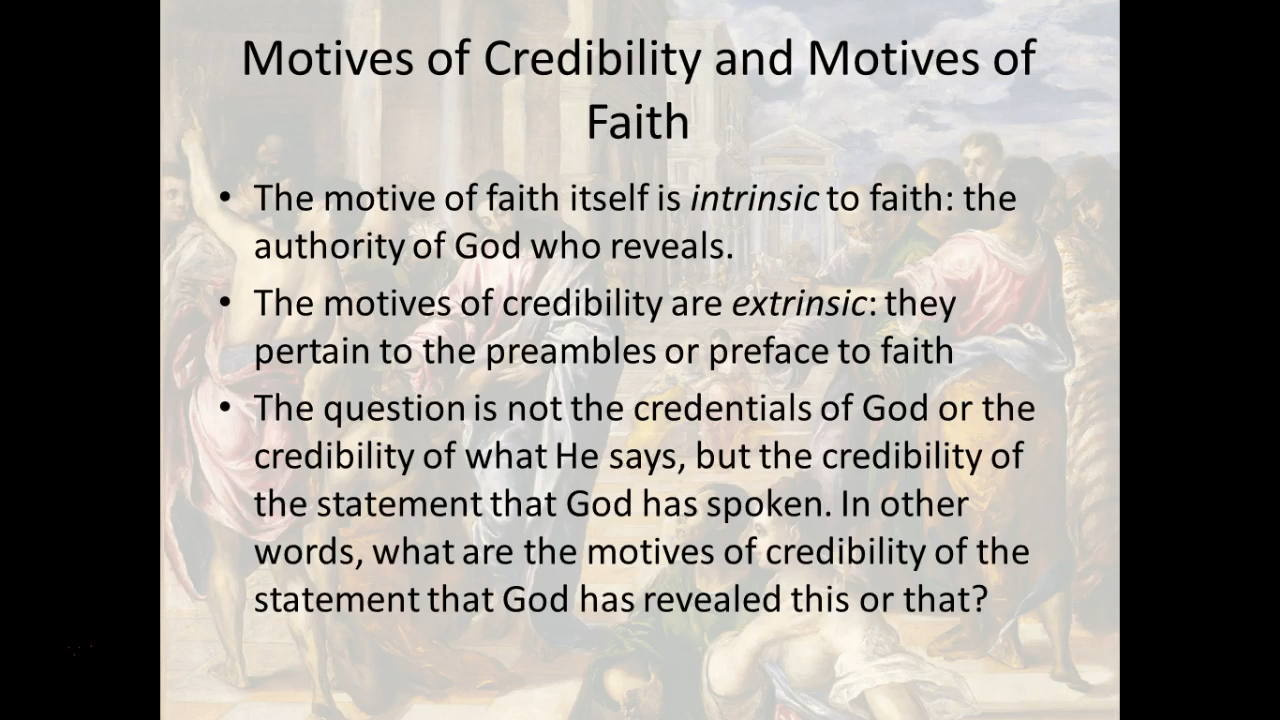 Motives of Credibility and Motives of
Faith
• The motive of faith itself is intrinsic to faith: the
authority of God who reveals.
• The motives of credibility are extrinsic: they
pertain to the preambles or preface to faith
• The question is not the credentials of God or the
credibility of what He says, but the credibility of
the statement that God has spoken. In other
words, what are the motives of credibility of the
statement that God has revealed this or that?